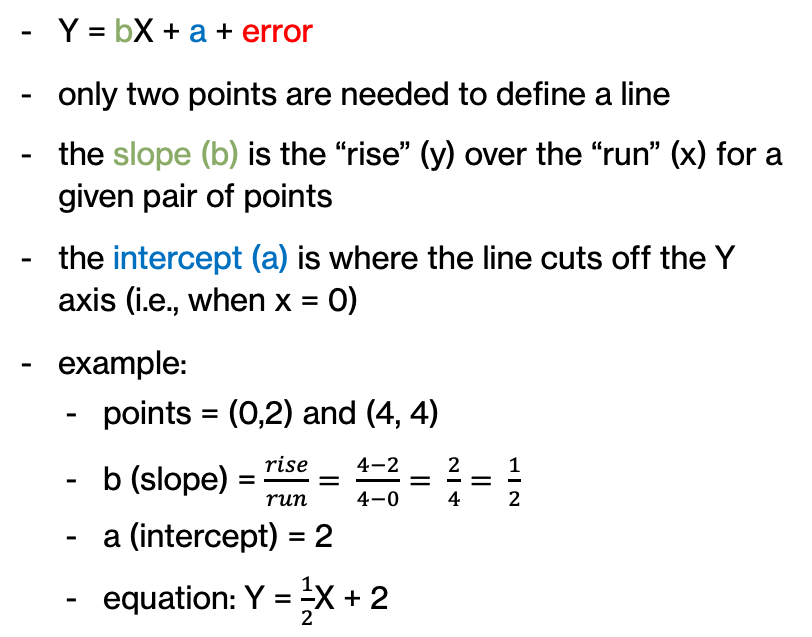 - Y = bX + a + error
- only two points are needed to define a line
- the slope (b) is the “rise” (y) over the “run” (x) for a
given pair of points
- the intercept (a) is where the line cuts off the Y
axis (i.e., when x = 0)
- example:
- points = (0,2) and (4, 4)
- b (slope) = rise/run = 4−2/4−0 = 2/4 = 1/2
- a (intercept) = 2
- equation: Y = 1/2X + 2